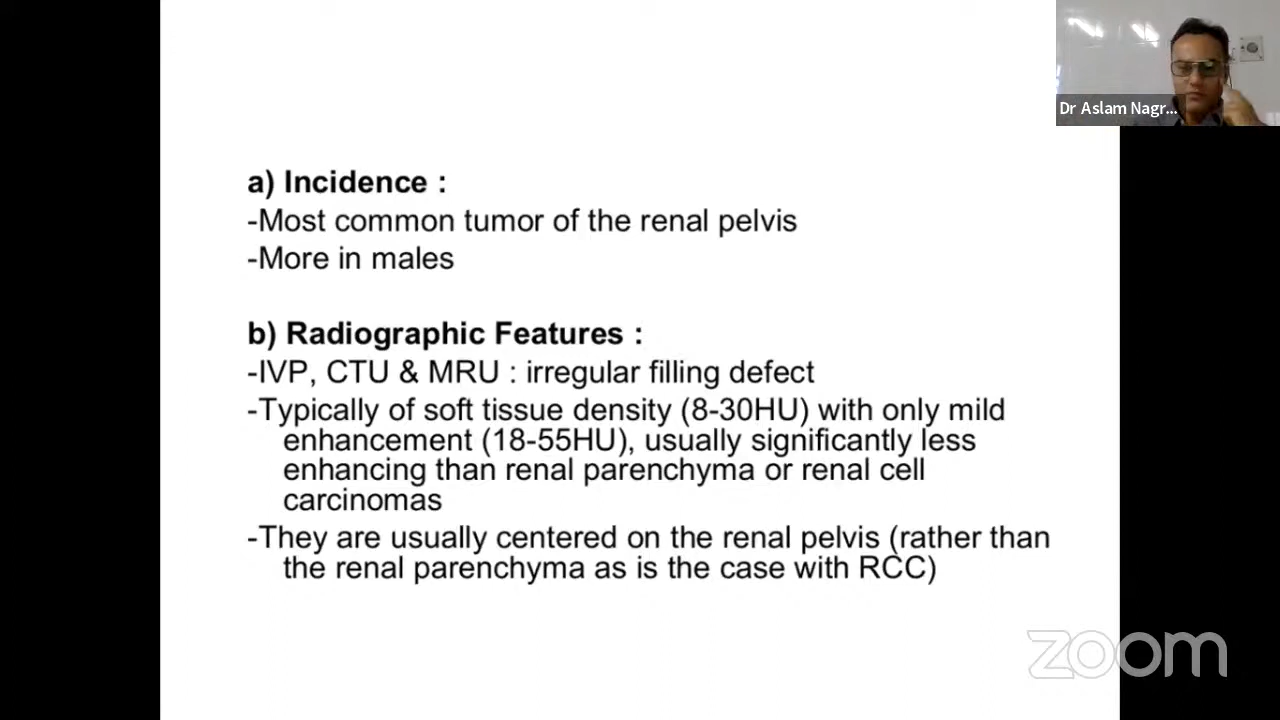 Dr Aslam Nagr...
a) Incidence :
-Most common tumor of the renal pelvis
-More in males
b) Radiographic Features :
-IVP, CTU & MRU : irregular filling defect
-Typically of soft tissue density (8-30HU) with only mild
enhancement (18-55HU), usually significantly less
enhancing than renal parenchyma or renal cell
carcinomas
-They are usually centered on the renal pelvis (rather than
the renal parenchyma as is the case with RCC)
zoom